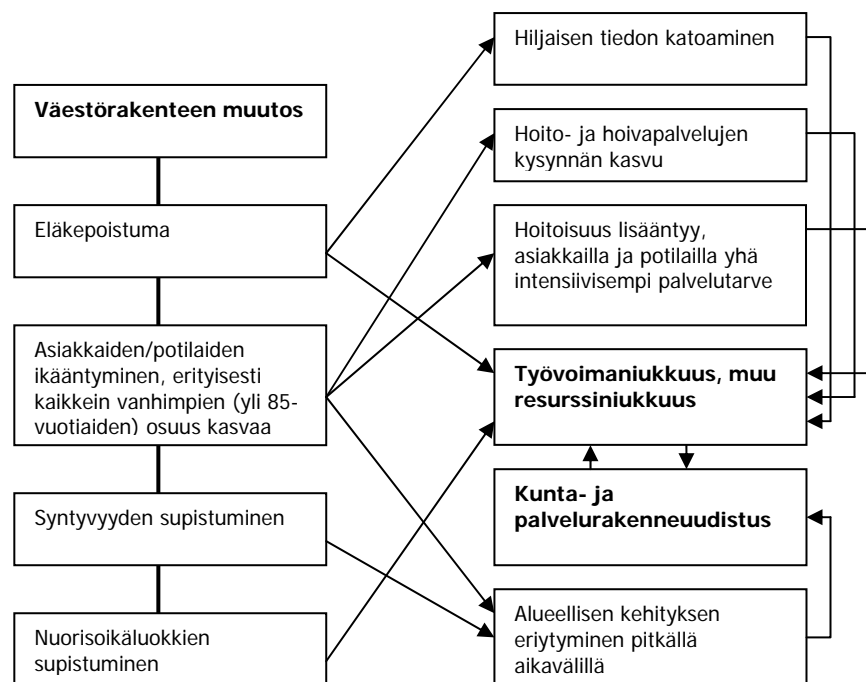 Väestörakenteen muutos
Eläkepoistuma
Asiakkaiden/potilaiden
ikääntyminen, erityisesti
kaikkein vanhimpien (yli 85-
vuotiaiden) osuus kasvaa
Syntyvyyden supistuminen
Nuorisoikäluokkien
supistuminen
Hiljaisen tiedon katoaminen
Hoito- ja hoivapalvelujen
kysynnän kasvu
Hoitoisuus lisääntyy,
asiakkailla ja potilailla yhä
intensiivisempi palvelutarve
Työvoimaniukkuus, muu
resurssiniukkuus
Kunta- ja
palvelurakenneuudistus
Alueellisen kehityksen
eriytyminen pitkällä
aikavälillä